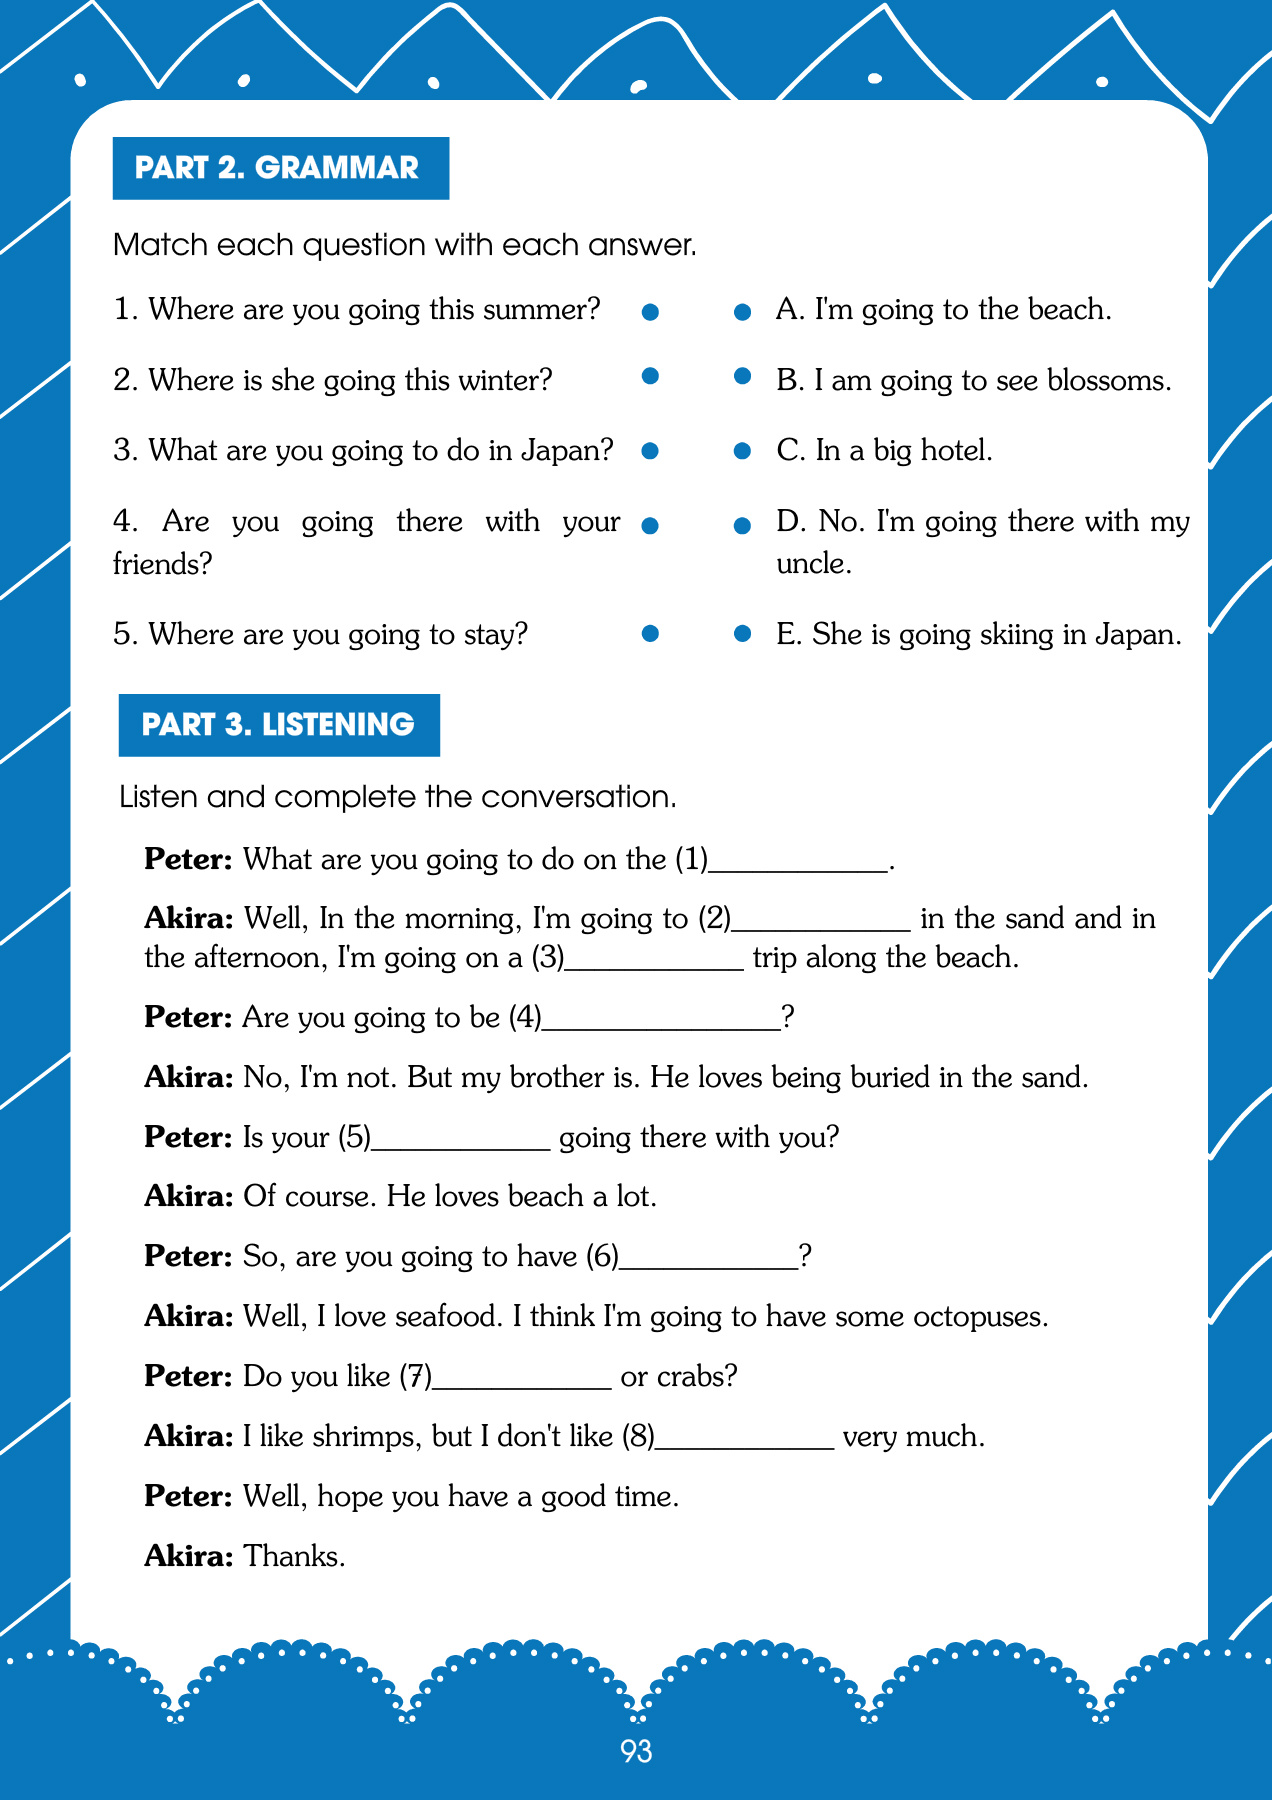 PART 2. GRAMMAR
Match each question with each answer.
1. Where are you going this summer?
A. I'm going to the beach.
2. Where is she going this winter?
B. I am going to see blossoms.
3. What are you going to do in Japan?
C. In a big hotel.
4. Are you going there with your
friends?
D. No. I'm going there with my
uncle.
5. Where are you going to stay?
E. She is going skiing in Japan.
PART 3. LISTENING
Listen and complete the conversation.
Peter: What are you going to do on the (1)____________.
Akira: Well, In the morning, I'm going to (2)____________ in the sand and in
the afternoon, I'm going on a (3)____________ trip along the beach.
Peter: Are you going to be (4)________________?
Akira: No, I'm not. But my brother is. He loves being buried in the sand.
Peter: Is your (5)____________ going there with you?
Akira: Of course. He loves beach a lot.
Peter: So, are you going to have (6)____________?
Akira: Well, I love seafood. I think I'm going to have some octopuses.
Peter: Do you like (7)____________ or crabs?
Akira: I like shrimps, but I don't like (8)____________ very much.
Peter: Well, hope you have a good time.
Akira: Thanks.
93